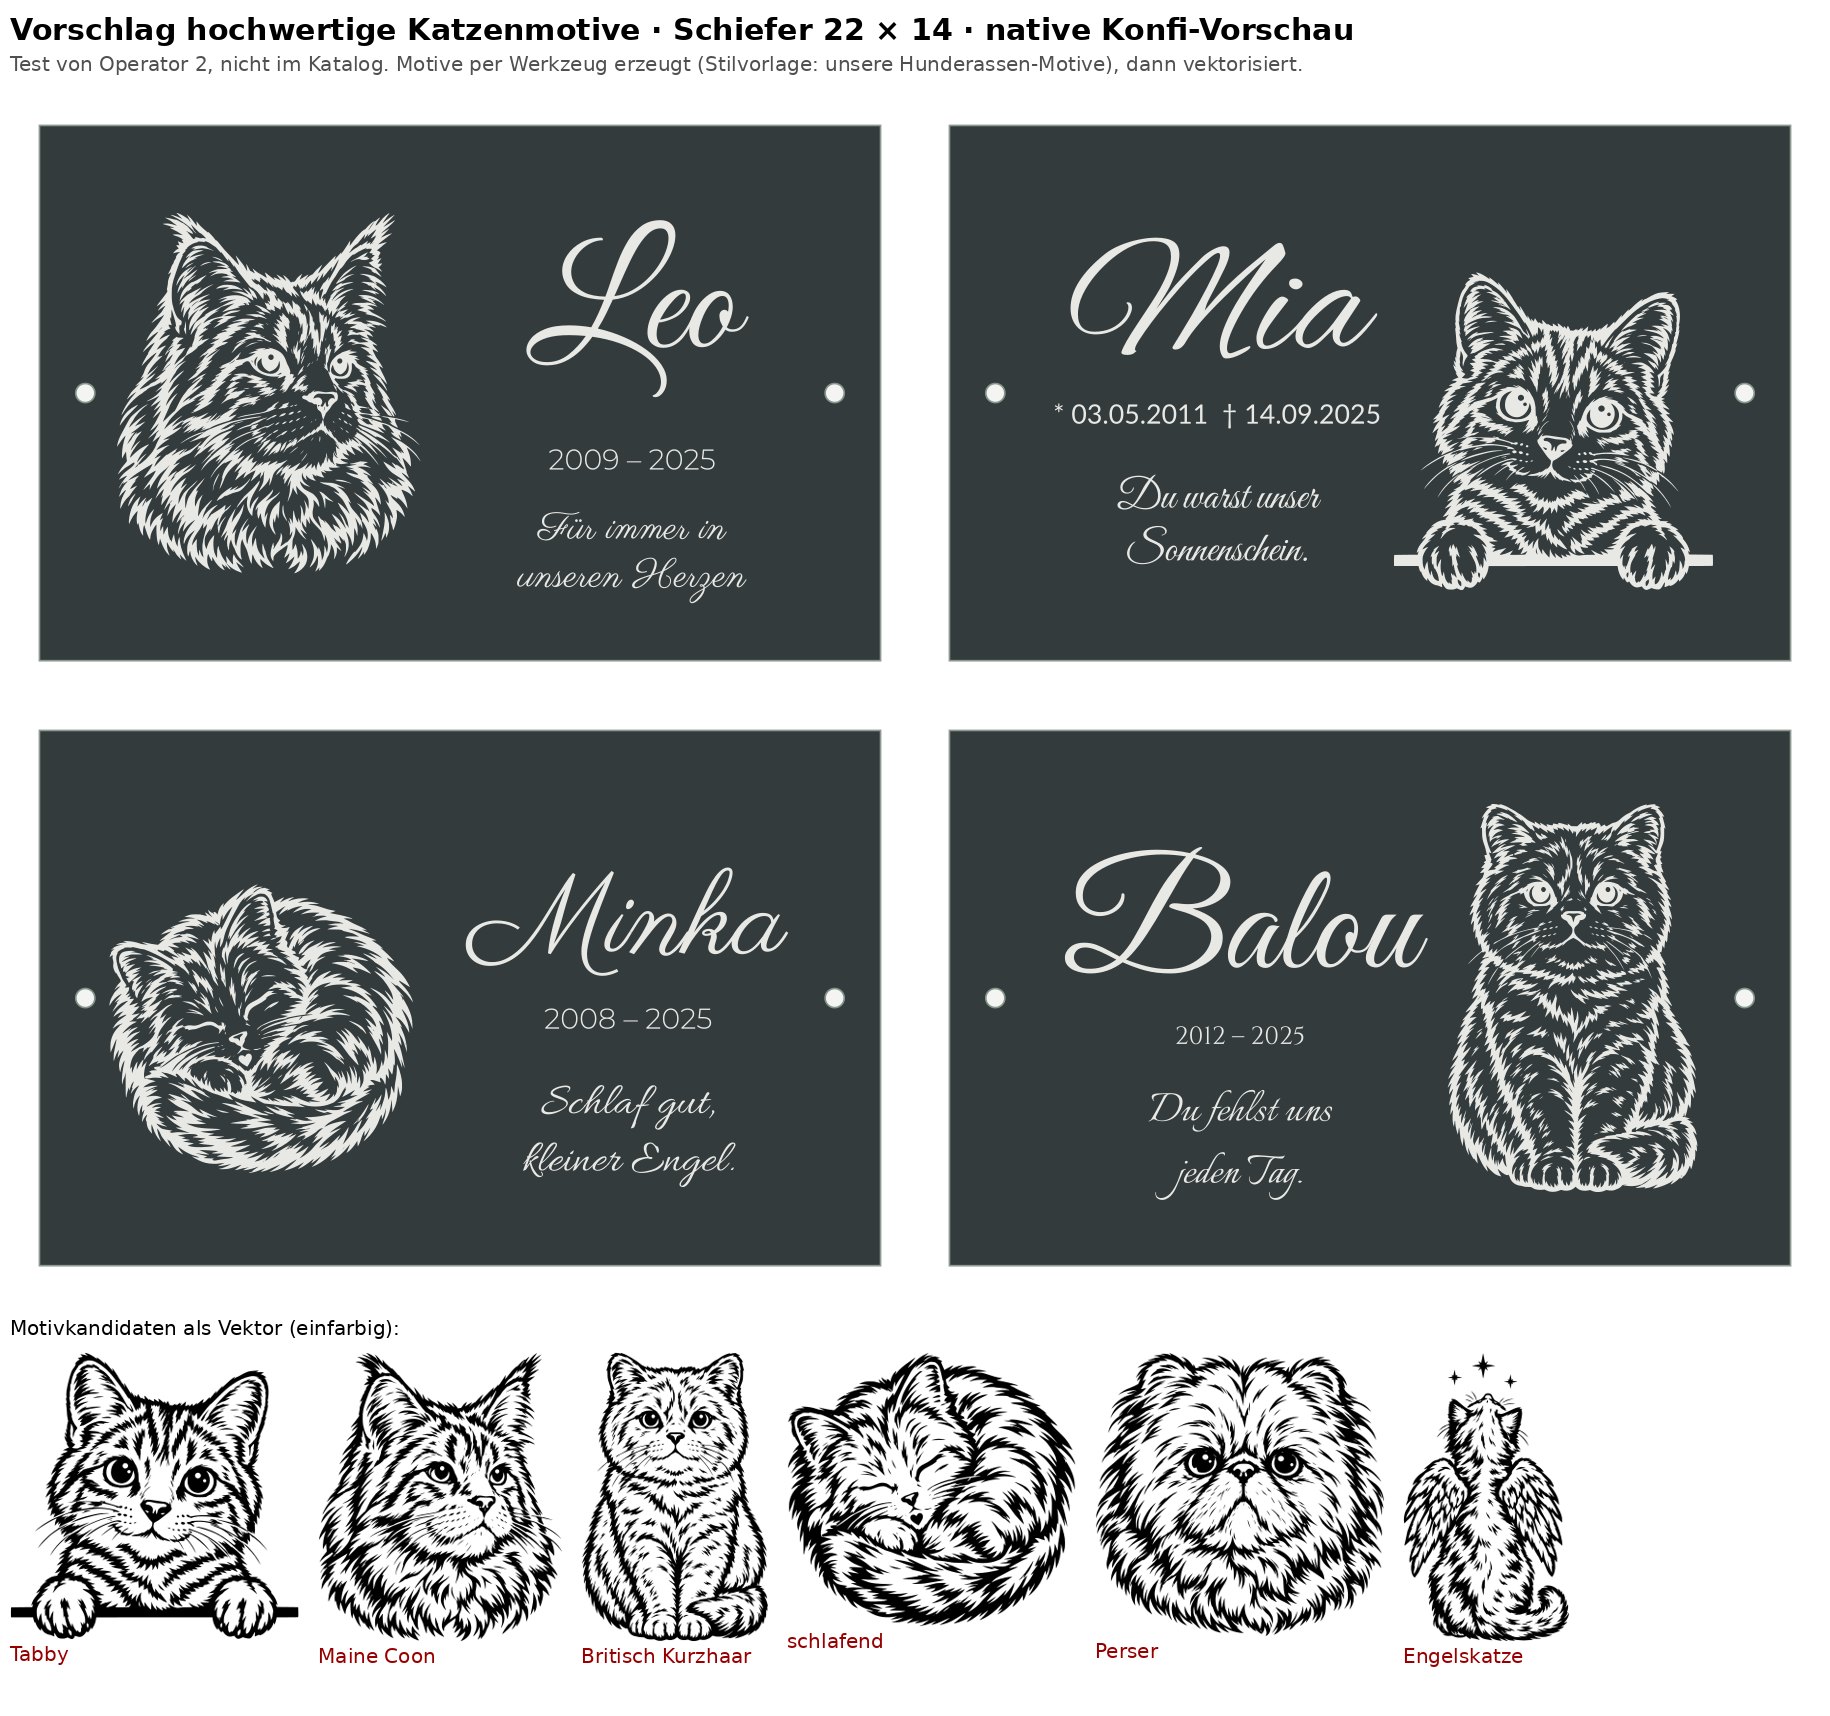 Vorschlag hochwertige Katzenmotive · Schiefer 22 × 14 · native Konfi-Vorschau
Test von Operator 2, nicht im Katalog. Motive per Werkzeug erzeugt (Stilvorlage: unsere Hunderassen-Motive), dann vektorisiert.
Leo
2009 – 2025
Für immer in
unseren Herzen
Mia
* 03.05.2011 † 14.09.2025
Du warst unser
Sonnenschein.
Minka
2008 – 2025
Schlaf gut,
kleiner Engel.
Balou
2012 – 2025
Du fehlst uns
jeden Tag.
Motivkandidaten als Vektor (einfarbig):
Tabby
Maine Coon
Britisch Kurzhaar
schlafend
Perser
Engelskatze